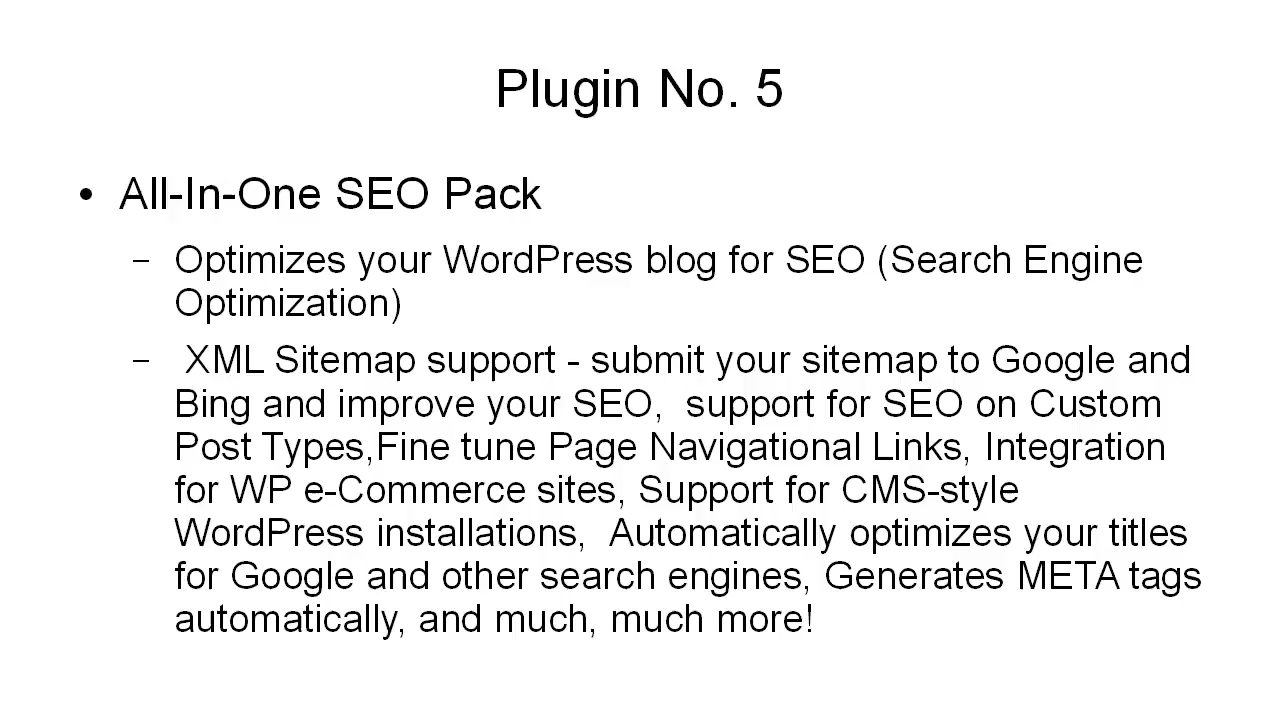 Plugin No. 5
• All-In-One SEO Pack
– Optimizes your WordPress blog for SEO (Search Engine
Optimization)
– XML Sitemap support - submit your sitemap to Google and
Bing and improve your SEO,  support for SEO on Custom
Post Types,Fine tune Page Navigational Links, Integration
for WP e-Commerce sites, Support for CMS-style
WordPress installations,  Automatically optimizes your titles
for Google and other search engines, Generates META tags
automatically, and much, much more!